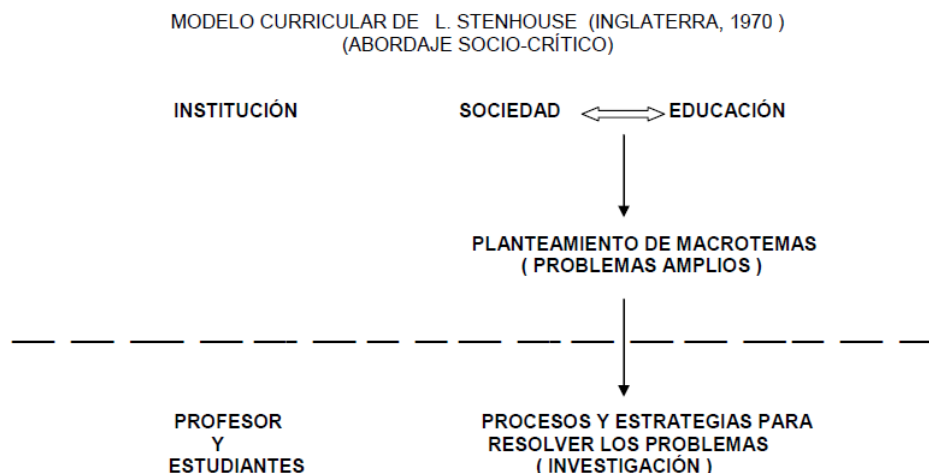 MODELO CURRICULAR DE L. STENHOUSE (INGLATERRA, 1970 )
(ABORDAJE SOCIO-CRÍTICO)
INSTITUCIÓN SOCIEDAD EDUCACIÓN
PLANTEAMIENTO DE MACROTEMAS
( PROBLEMAS AMPLIOS )
PROFESOR PROCESOS Y ESTRATEGIAS PARA
Y RESOLVER LOS PROBLEMAS
ESTUDIANTES ( INVESTIGACIÓN )